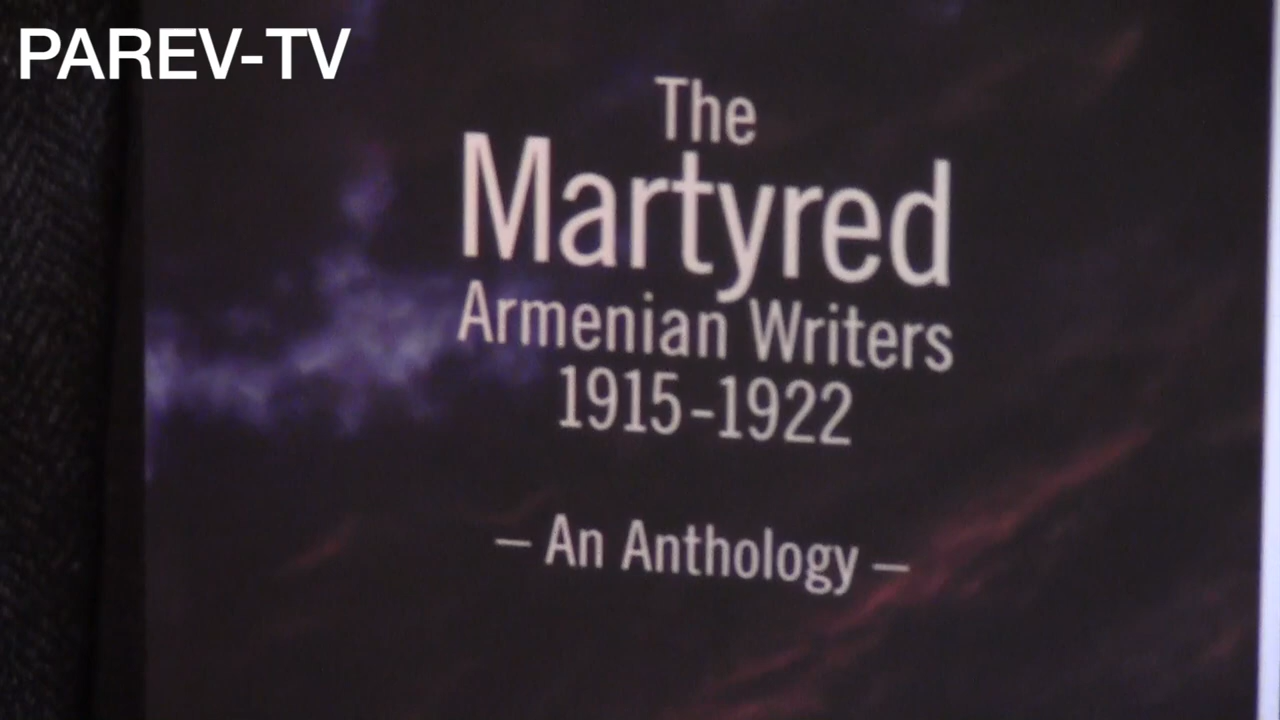 PAREV-TV
The
Martyred
Armenian Writers
1915-1922
– An Anthology –